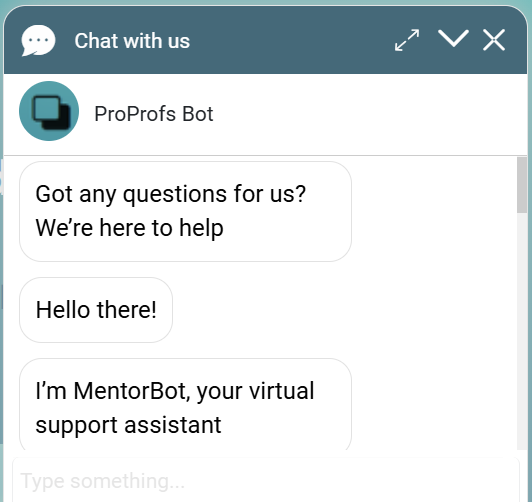 Chat with us
ProProfs Bot
Got any questions for us?
We’re here to help
Hello there!
I’m MentorBot, your virtual
support assistant
Type something...